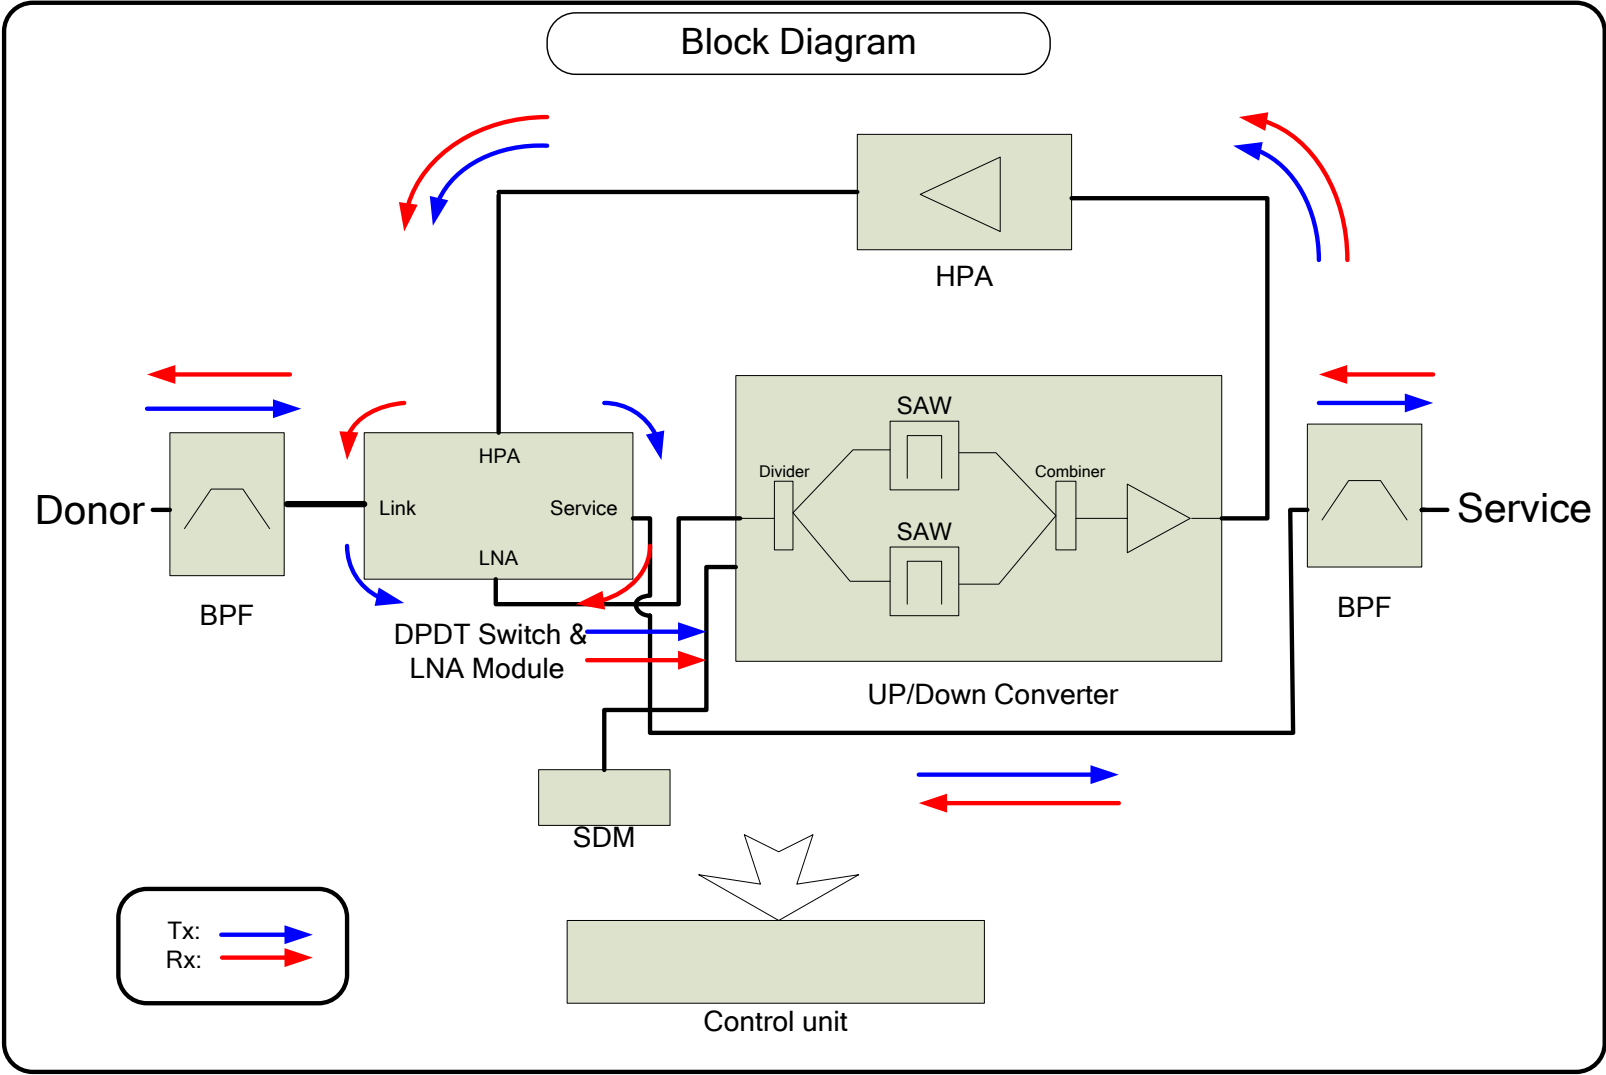 Block Diagram
HPA
SAW
HPA
Divider
Combiner
Donor
Link
Service
Service
SAW
LNA
BPF
BPF
DPDT Switch &
LNA Module
UP/Down Converter
SDM
Tx:
Rx:
Control unit